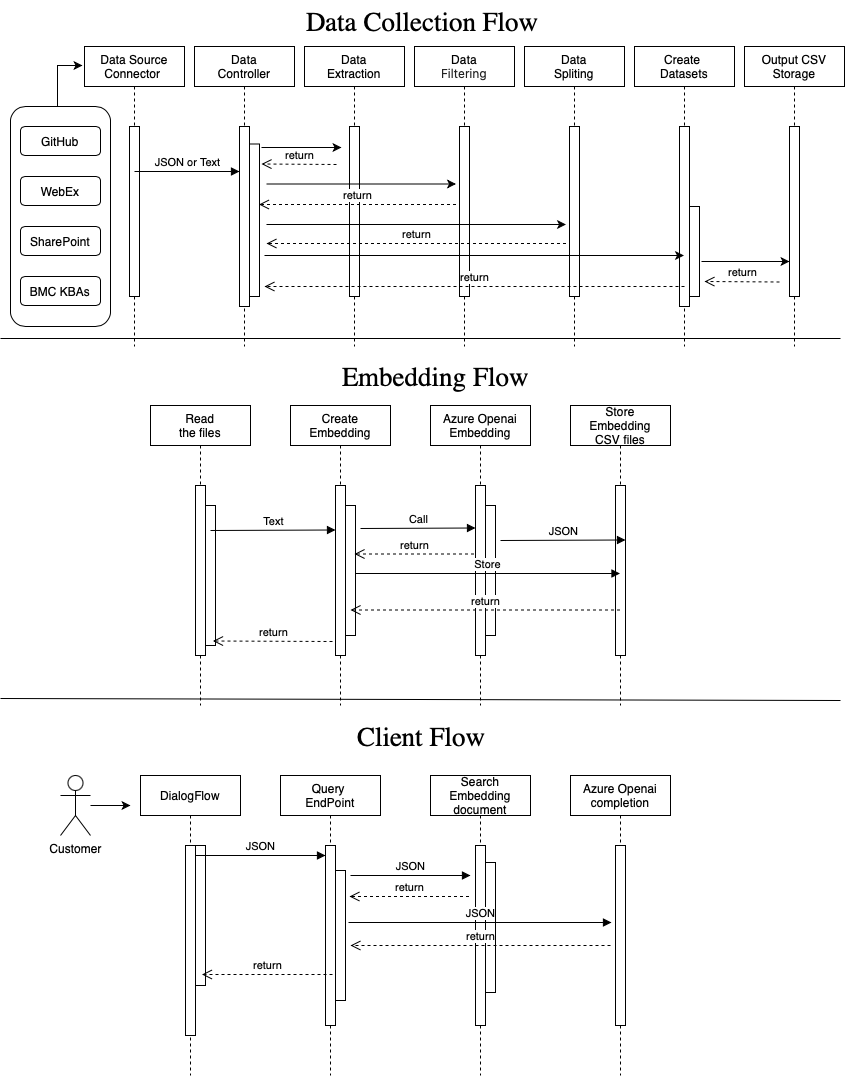 Data Collection Flow
Data Source
Connector
Data
Controller
Data
Extraction
Data
Filtering
Data
Spliting
Create
Datasets
Output CSV
Storage
GitHub
WebEx
SharePoint
BMC KBAs
return
JSON or Text
return
return
return
return
Embedding Flow
Read
the files
Create
Embedding
Azure Openai
Embedding
Store
Embedding
CSV files
Text
Call
JSON
return
Store
return
return
Client Flow
Customer
DialogFlow
Query
EndPoint
Search
Embedding
document
Azure Openai
completion
JSON
JSON
return
JSON
return
return